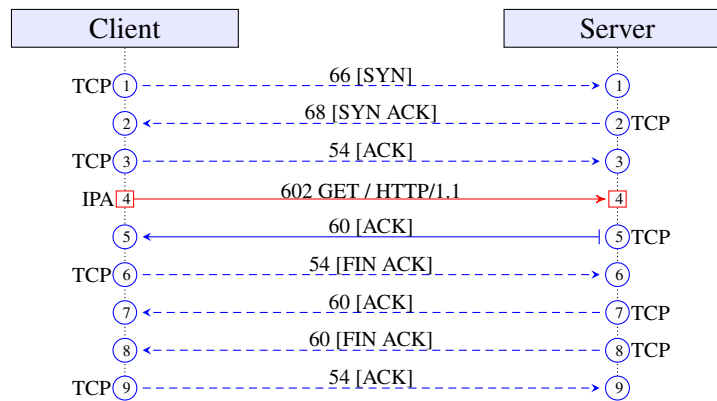 Client Server
TCP 1 66 [SYN] 1
2 68 [SYN ACK] 2 TCP
TCP 3 54 [ACK] 3
IPA 4 602 GET / HTTP/1.1 4
5 60 [ACK] 5 TCP
TCP 6 54 [FIN ACK] 6
7 60 [ACK] 7 TCP
8 60 [FIN ACK] 8 TCP
TCP 9 54 [ACK] 9